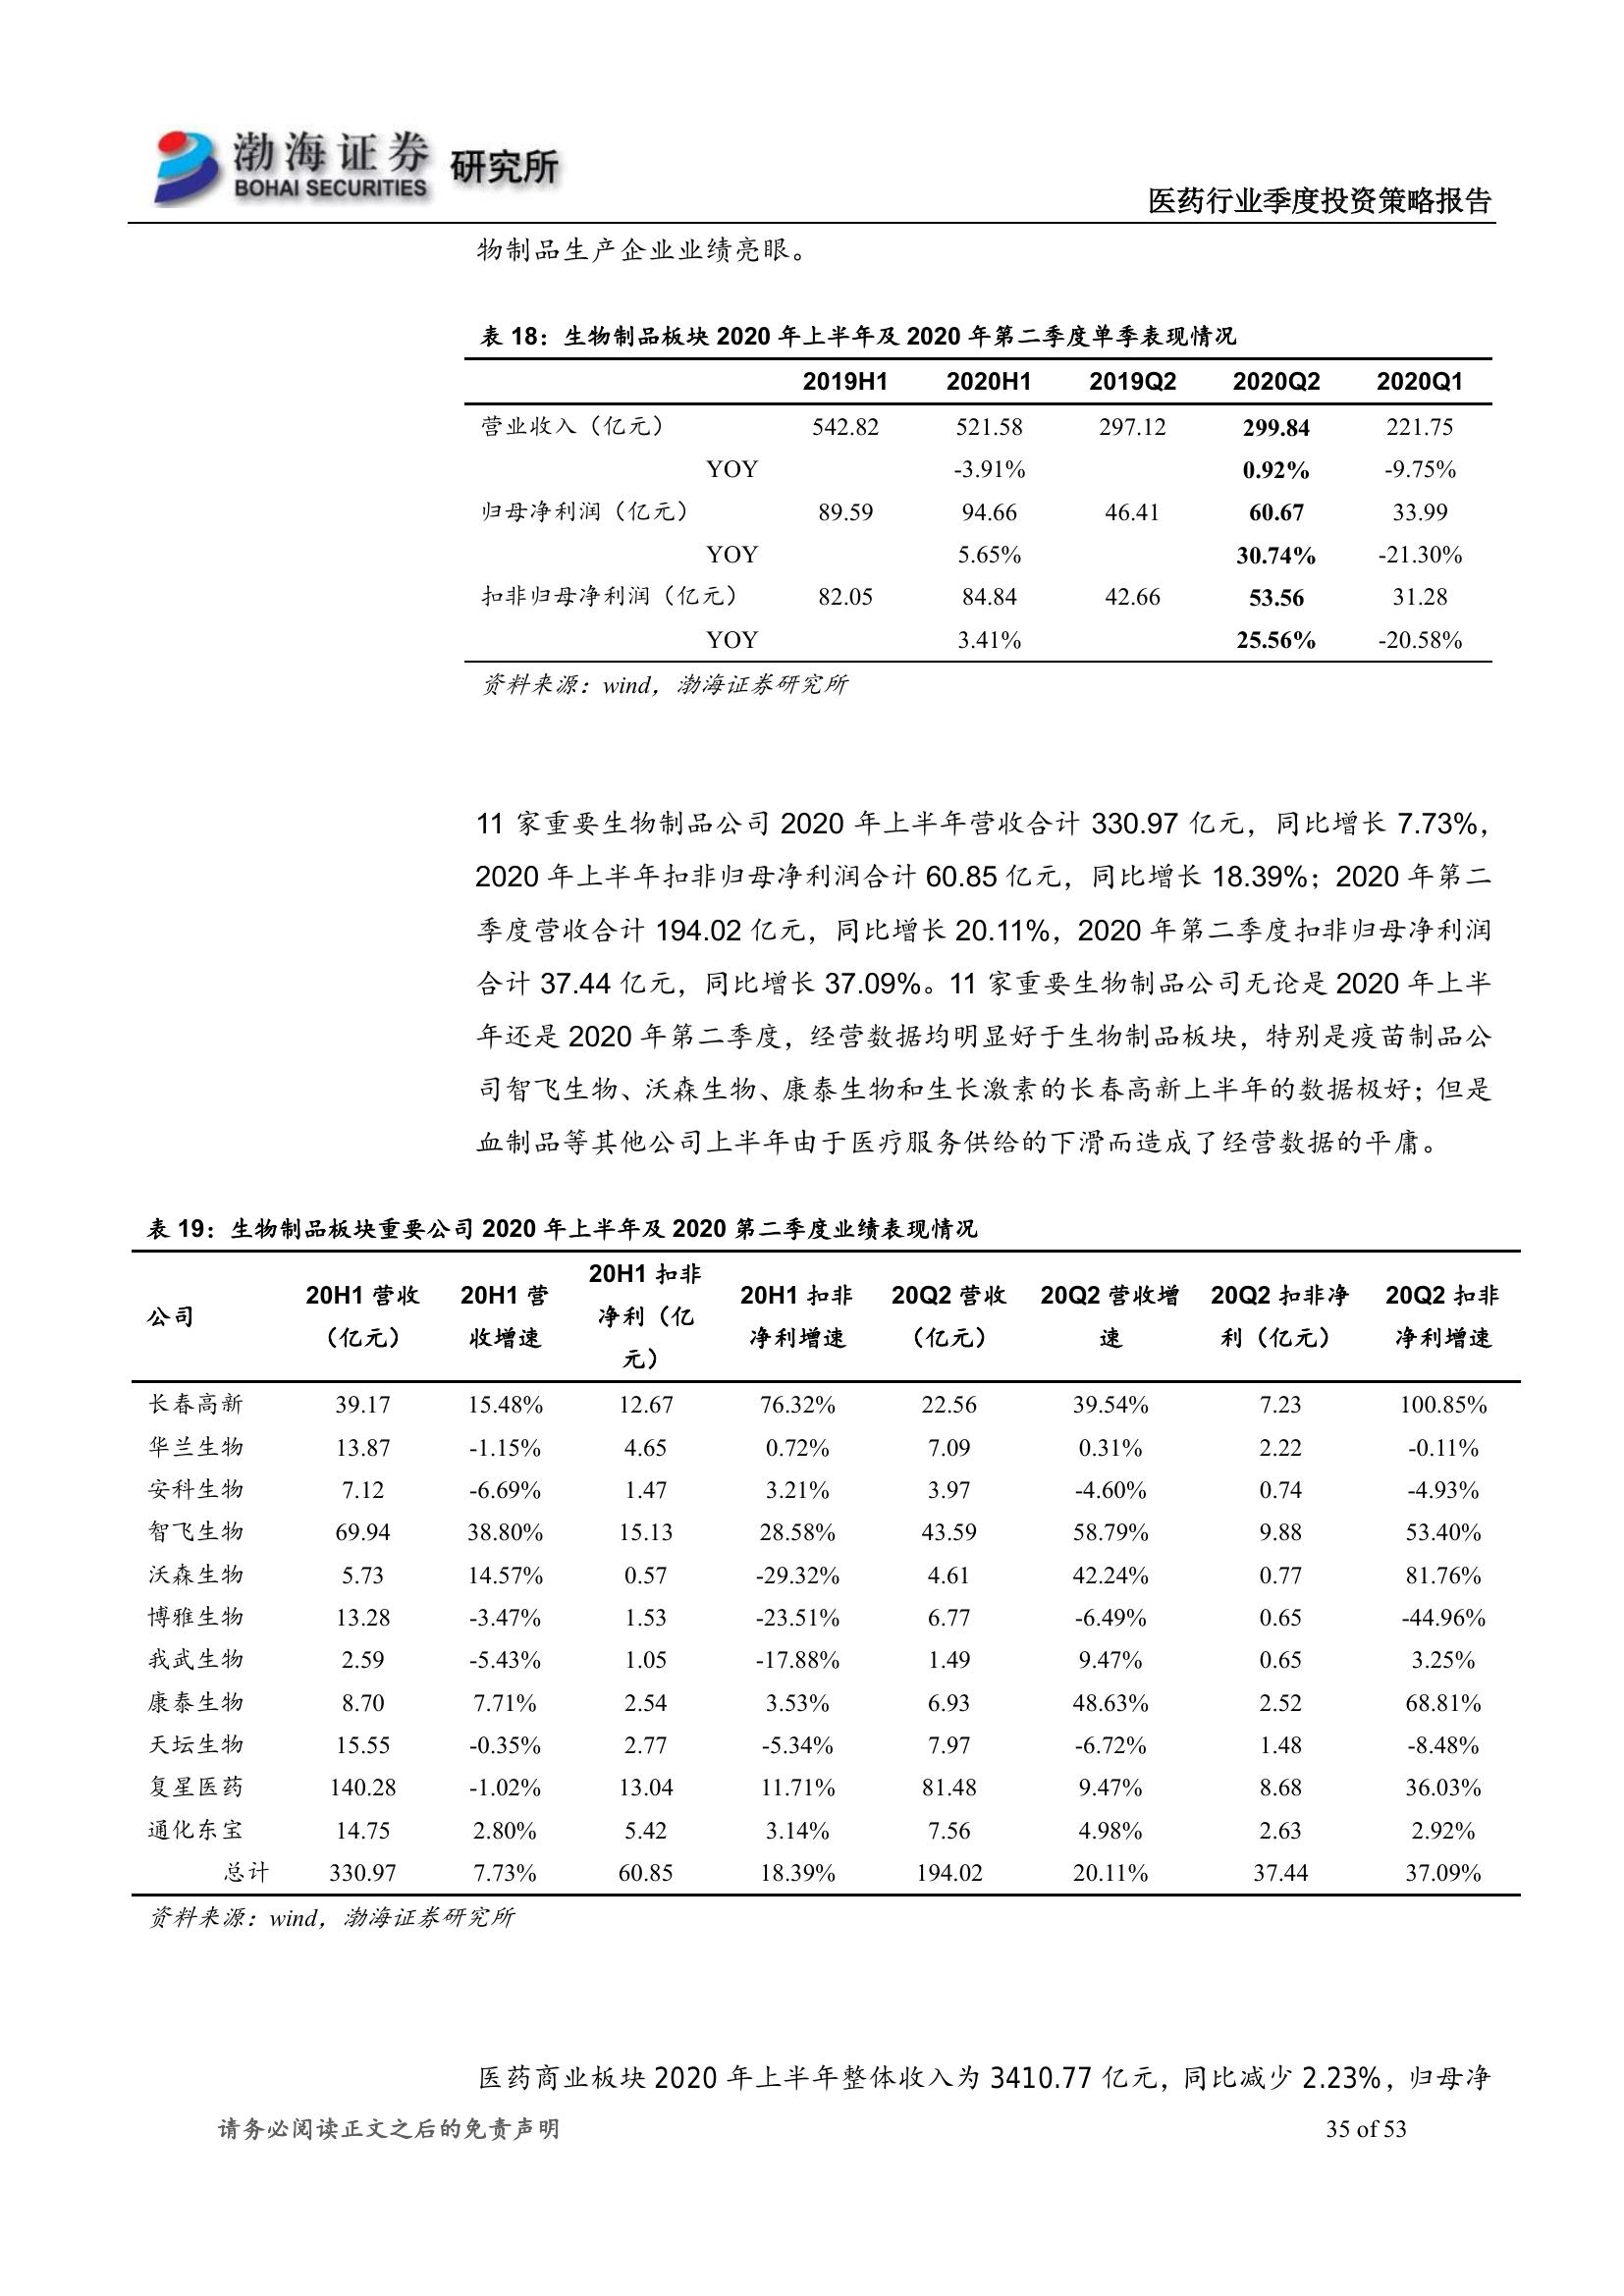 渤海证券 研究所
BOHAI SECURITIES
医药行业季度投资策略报告
物制品生产企业业绩亮眼。
表 18：生物制品板块 2020 年上半年及 2020 年第二季度单季表现情况
2019H1 2020H1 2019Q2 2020Q2 2020Q1
营业收入（亿元） 542.82 521.58 297.12 299.84 221.75
YOY -3.91% 0.92% -9.75%
归母净利润（亿元） 89.59 94.66 46.41 60.67 33.99
YOY 5.65% 30.74% -21.30%
扣非归母净利润（亿元） 82.05 84.84 42.66 53.56 31.28
YOY 3.41% 25.56% -20.58%
资料来源：wind，渤海证券研究所
11 家重要生物制品公司 2020 年上半年营收合计 330.97 亿元，同比增长 7.73%，
2020 年上半年扣非归母净利润合计 60.85 亿元，同比增长 18.39%；2020 年第二
季度营收合计 194.02 亿元，同比增长 20.11%，2020 年第二季度扣非归母净利润
合计 37.44 亿元，同比增长 37.09%。11 家重要生物制品公司无论是 2020 年上半
年还是 2020 年第二季度，经营数据均明显好于生物制品板块，特别是疫苗制品公
司智飞生物、沃森生物、康泰生物和生长激素的长春高新上半年的数据极好；但是
血制品等其他公司上半年由于医疗服务供给的下滑而造成了经营数据的平庸。
表 19：生物制品板块重要公司 2020 年上半年及 2020 第二季度业绩表现情况
公司 20H1 营收（亿元） 20H1 营收增速 20H1 扣非净利（亿元） 20H1 扣非净利增速 20Q2 营收（亿元） 20Q2 营收增速 20Q2 扣非净利（亿元） 20Q2 扣非净利增速
长春高新 39.17 15.48% 12.67 76.32% 22.56 39.54% 7.23 100.85%
华兰生物 13.87 -1.15% 4.65 0.72% 7.09 0.31% 2.22 -0.11%
安科生物 7.12 -6.69% 1.47 3.21% 3.97 -4.60% 0.74 -4.93%
智飞生物 69.94 38.80% 15.13 28.58% 43.59 58.79% 9.88 53.40%
沃森生物 5.73 14.57% 0.57 -29.32% 4.61 42.24% 0.77 81.76%
博雅生物 13.28 -3.47% 1.53 -23.51% 6.77 -6.49% 0.65 -44.96%
我武生物 2.59 -5.43% 1.05 -17.88% 1.49 9.47% 0.65 3.25%
康泰生物 8.70 7.71% 2.54 3.53% 6.93 48.63% 2.52 68.81%
天坛生物 15.55 -0.35% 2.77 -5.34% 7.97 -6.72% 1.48 -8.48%
复星医药 140.28 -1.02% 13.04 11.71% 81.48 9.47% 8.68 36.03%
通化东宝 14.75 2.80% 5.42 3.14% 7.56 4.98% 2.63 2.92%
总计 330.97 7.73% 60.85 18.39% 194.02 20.11% 37.44 37.09%
资料来源：wind，渤海证券研究所
医药商业板块 2020 年上半年整体收入为 3410.77 亿元，同比减少 2.23%，归母净
请务必阅读正文之后的免责声明 35 of 53